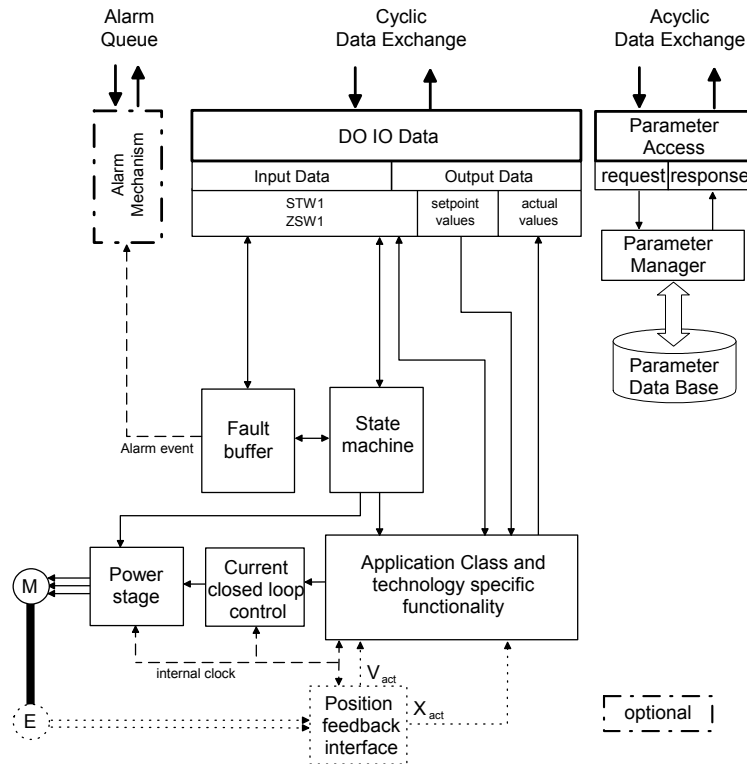 Alarm
Queue
Cyclic
Data Exchange
Acyclic
Data Exchange
Alarm
Mechanism
DO IO Data
Input Data
Output Data
STW1
ZSW1
setpoint
values
actual
values
Parameter
Access
request
response
Parameter
Manager
Parameter
Data Base
Fault
buffer
State
machine
Alarm event
M
Power
stage
Current
closed loop
control
Application Class and
technology specific
functionality
internal clock
V act
X act
E
Position
feedback
interface
optional